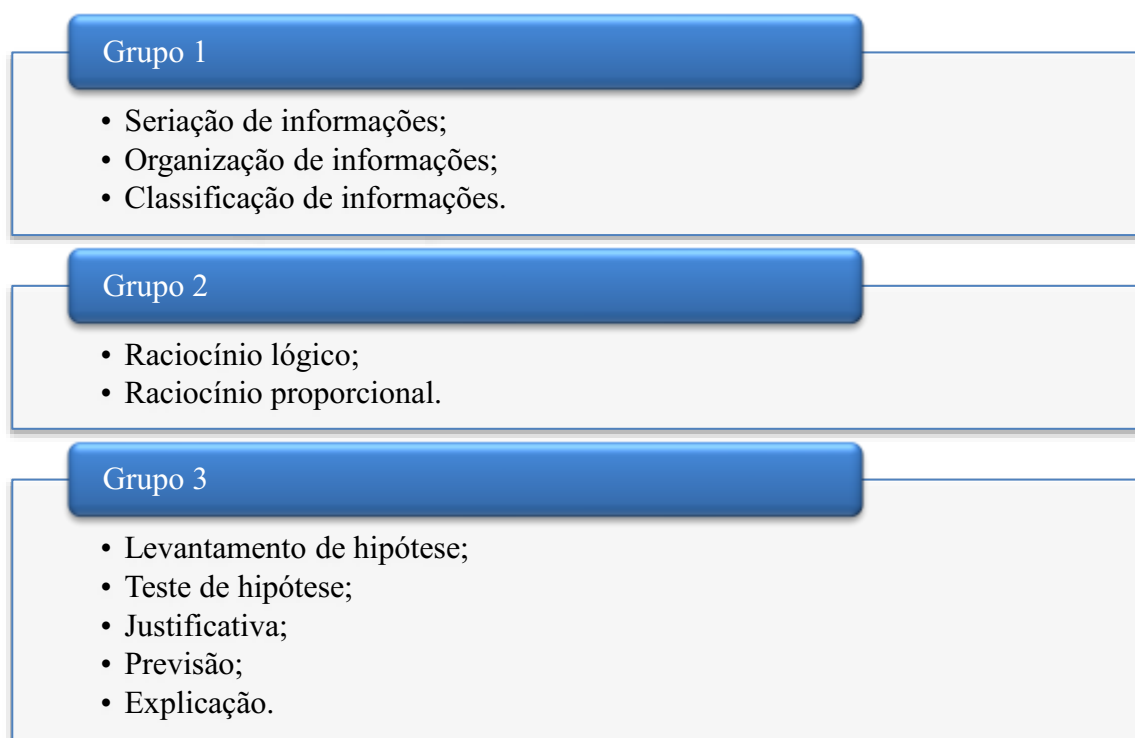 Grupo 1
• Seriação de informações;
• Organização de informações;
• Classificação de informações.
Grupo 2
• Raciocínio lógico;
• Raciocínio proporcional.
Grupo 3
• Levantamento de hipótese;
• Teste de hipótese;
• Justificativa;
• Previsão;
• Explicação.